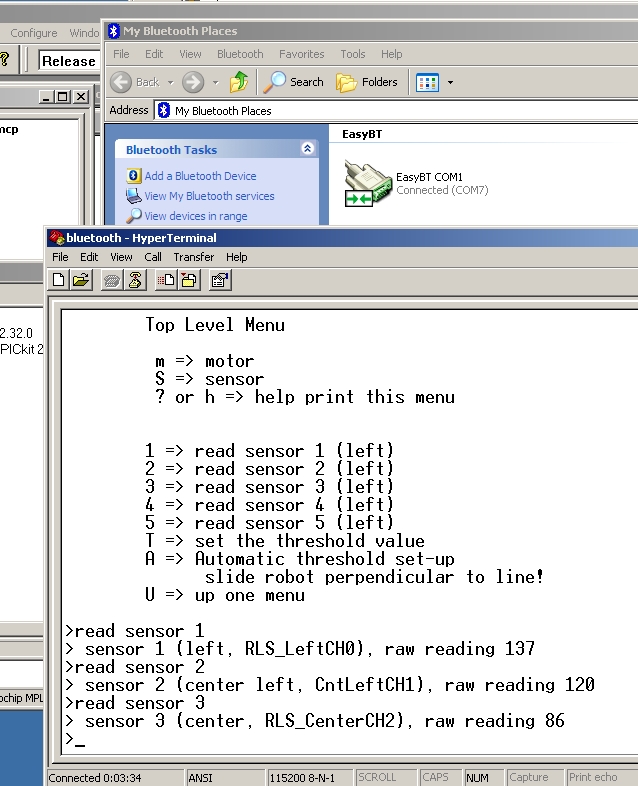 Configure Windo
Release
mcp
2.32.0
PICkit 2
ochip MPL
My Bluetooth Places
File Edit View Bluetooth Favorites Tools Help
Back Search Folders
Address My Bluetooth Places
Bluetooth Tasks
Add a Bluetooth Device
View My Bluetooth services
View devices in range
EasyBT
EasyBT COM1
Connected (COM7)
bluetooth - HyperTerminal
File Edit View Call Transfer Help
Top Level Menu
m => motor
S => sensor
? or h => help print this menu
1 => read sensor 1 (left)
2 => read sensor 2 (left)
3 => read sensor 3 (left)
4 => read sensor 4 (left)
5 => read sensor 5 (left)
T => set the threshold value
A => Automatic threshold set-up
slide robot perpendicular to line!
U => up one menu
>read sensor 1
> sensor 1 (left, RLS_LeftCH0), raw reading 137
>read sensor 2
> sensor 2 (center left, CntLeftCH1), raw reading 120
>read sensor 3
> sensor 3 (center, RLS_CenterCH2), raw reading 86
>_
Connected 0:03:34 ANSI 115200 8-N-1 SCROLL CAPS NUM Capture Print echo